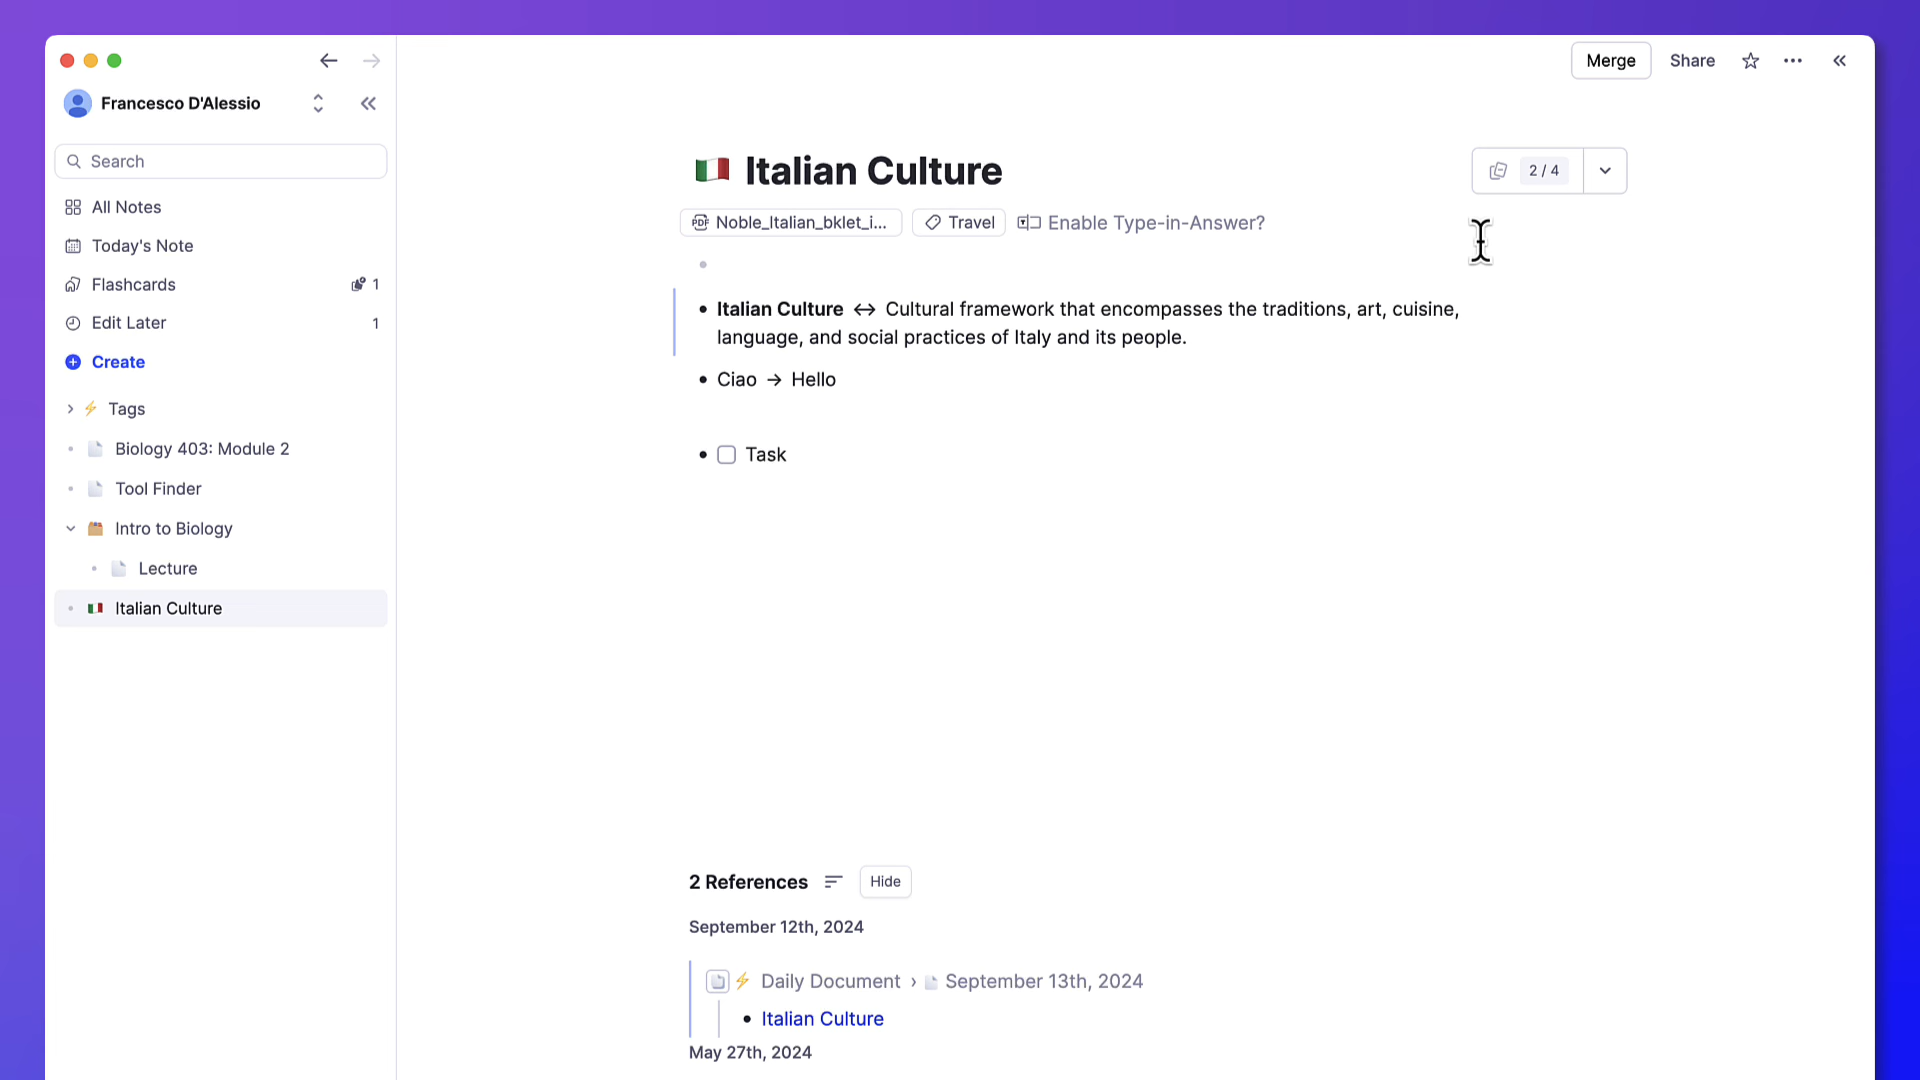 Merge
Share
Francesco D'Alessio
Search
All Notes
Today's Note
Flashcards 1
Edit Later 1
Create
Tags
Biology 403: Module 2
Tool Finder
Intro to Biology
Lecture
Italian Culture
Italian Culture
2 / 4
PDF Noble_Italian_bklet_i... Travel Enable Type-in-Answer?
Italian Culture ↔ Cultural framework that encompasses the traditions, art, cuisine,
language, and social practices of Italy and its people.
Ciao → Hello
Task
2 References Hide
September 12th, 2024
Daily Document › September 13th, 2024
Italian Culture
May 27th, 2024